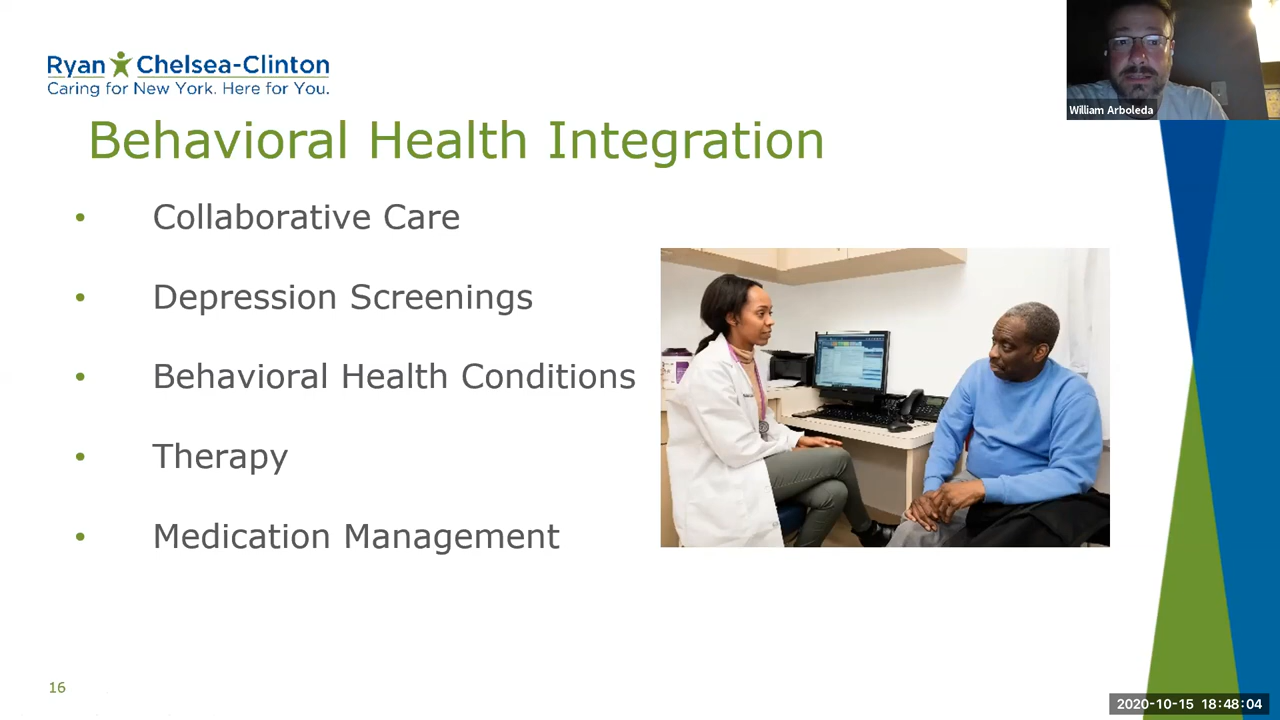 Ryan Chelsea-Clinton
Caring for New York. Here for You.
William Arboleda
Behavioral Health Integration
• Collaborative Care
• Depression Screenings
• Behavioral Health Conditions
• Therapy
• Medication Management
16
2020-10-15 18:48:04